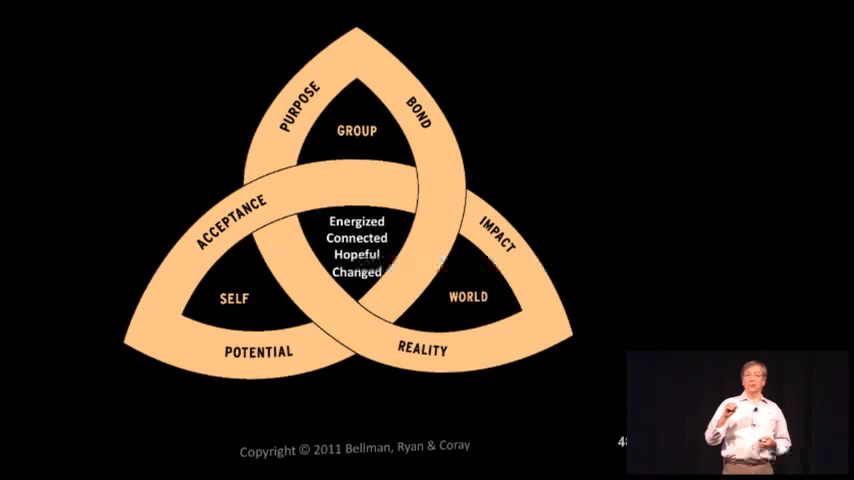 PURPOSE
BOND
GROUP
ACCEPTANCE
Energized
Connected
Hopeful
Changed
IMPACT
SELF
WORLD
POTENTIAL
REALITY
Copyright © 2011 Bellman, Ryan & Coray